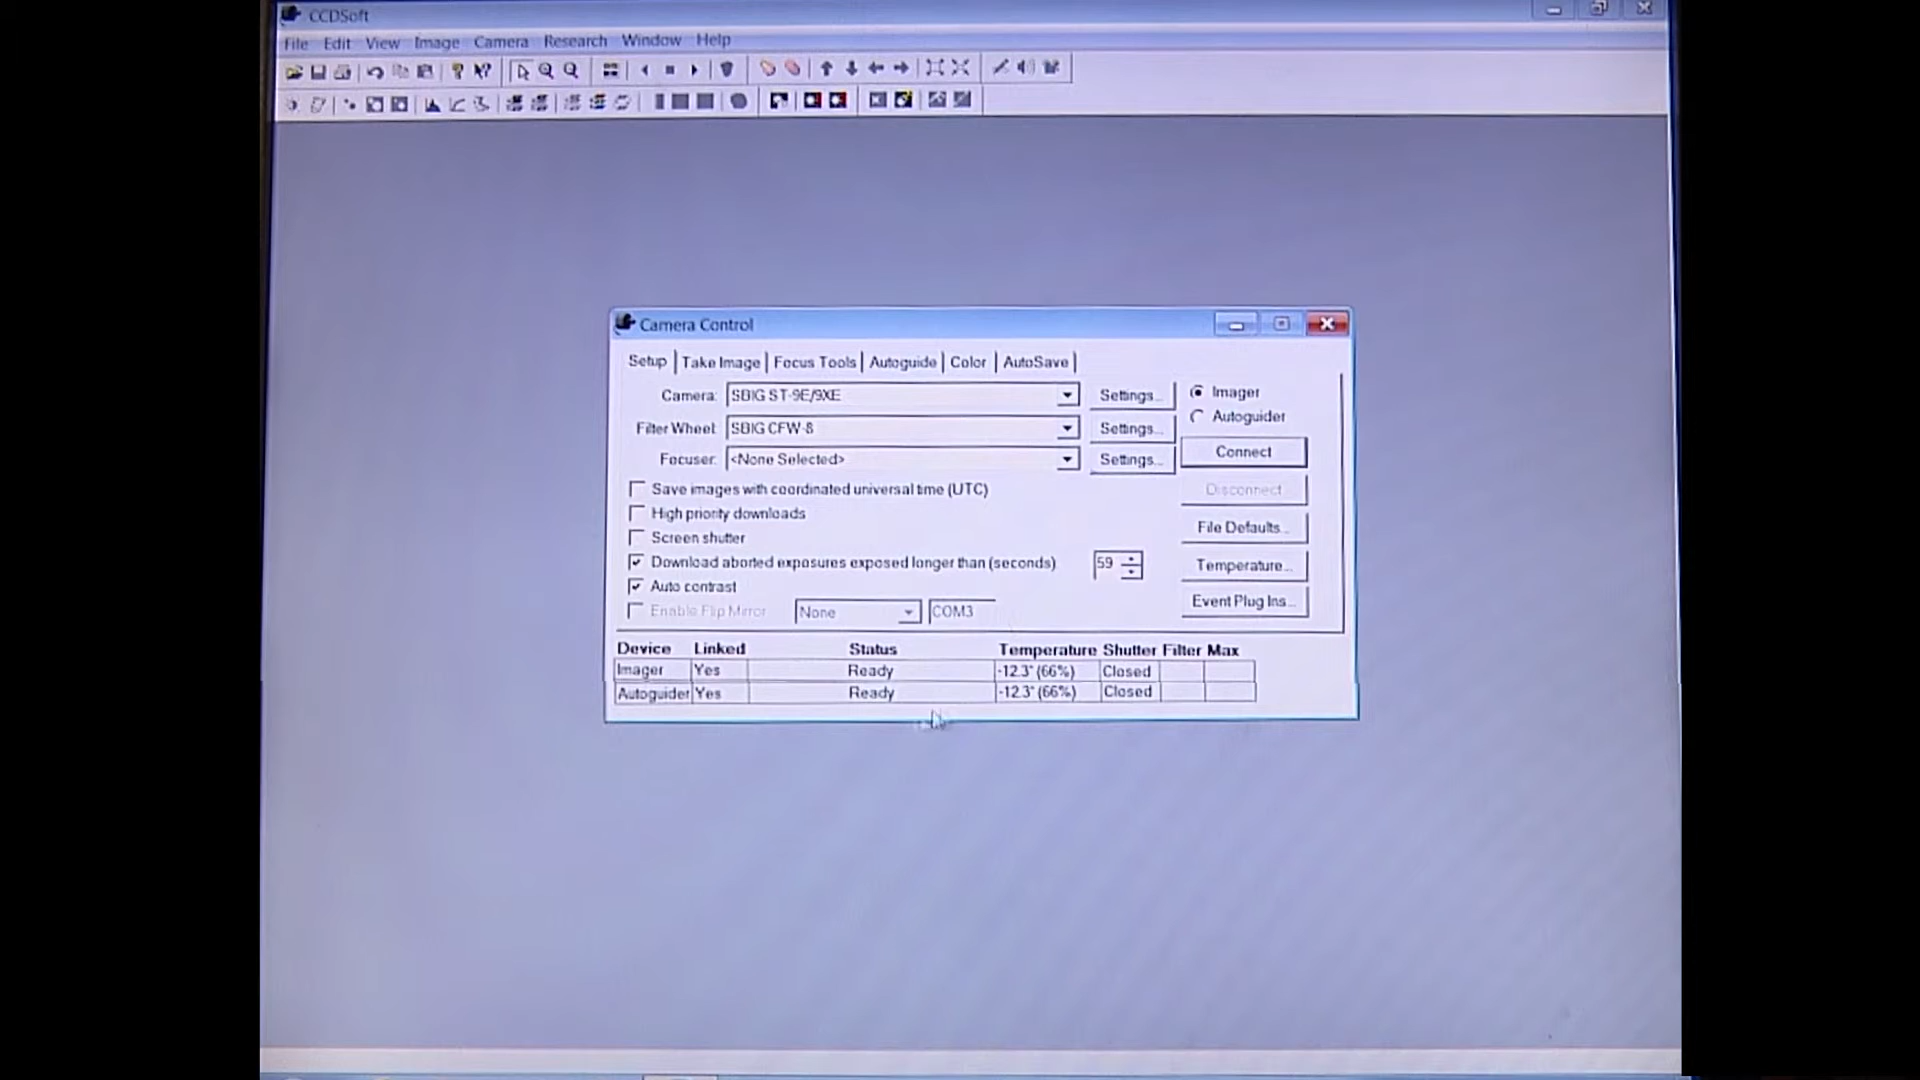 CCDSoft
File Edit View Image Camera Research Window Help
Camera Control
Setup Take Image Focus Tools Autoguide Color AutoSave
Camera: SBIG ST-9E/9XE Settings... Imager
Filter Wheel: SBIG CFW-8 Settings... Autoguider
Focuser: <None Selected> Settings... Connect
Save images with coordinated universal time (UTC) Disconnect
High priority downloads
File Defaults...
Screen shutter
Download aborted exposures exposed longer than (seconds) 59 Temperature...
Auto contrast
Enable Flip Mirror None COM3 Event Plug Ins...
Device Linked Status Temperature Shutter Filter Max
Imager Yes Ready -12.3° (66%) Closed
Autoguider Yes Ready -12.3° (66%) Closed